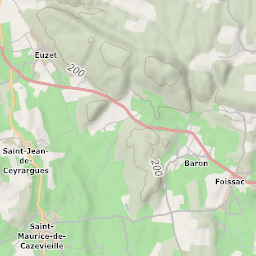 Euzet
200
Saint-Jean-
de-
Ceyrargues
200
Baron
Foissac
Saint-
Maurice-de-
Cazevieille